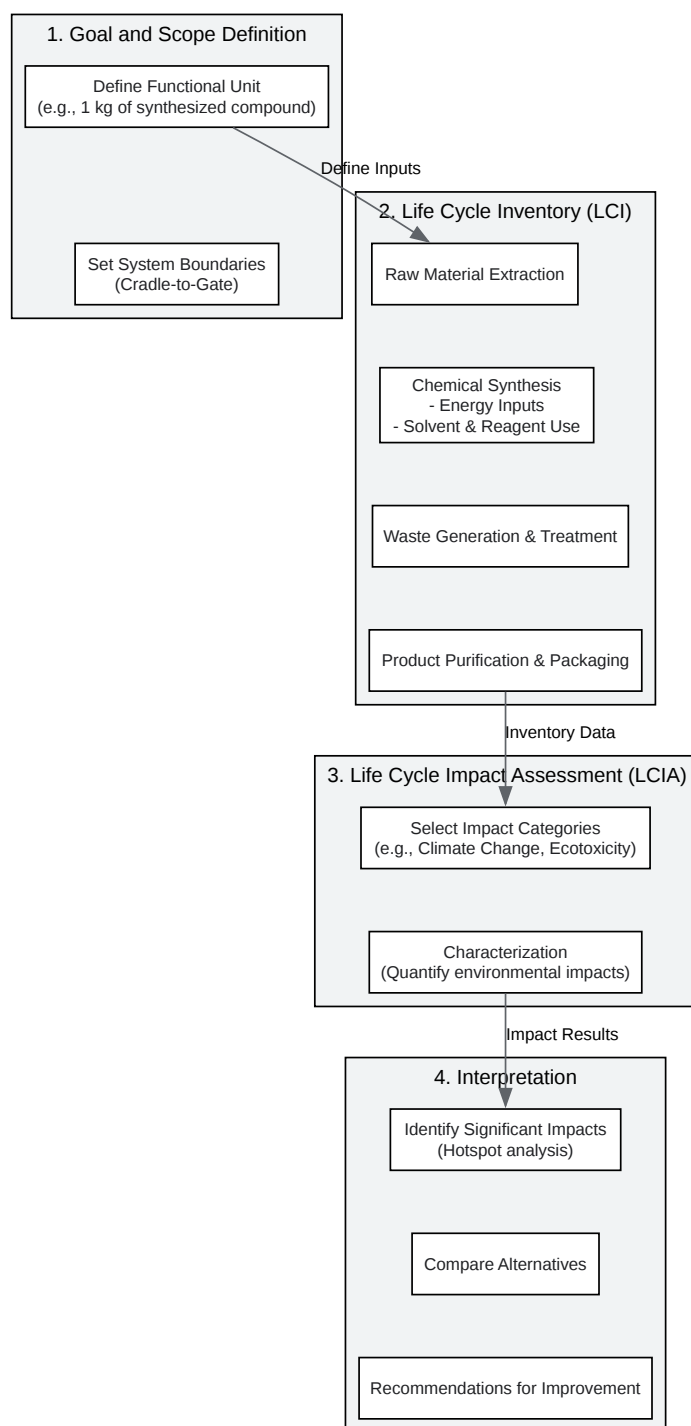 1. Goal and Scope Definition
Define Functional Unit
(e.g., 1 kg of synthesized compound)
Define Inputs
Set System Boundaries
(Cradle-to-Gate)
2. Life Cycle Inventory (LCI)
Raw Material Extraction
Chemical Synthesis
- Energy Inputs
- Solvent & Reagent Use
Waste Generation & Treatment
Product Purification & Packaging
Inventory Data
3. Life Cycle Impact Assessment (LCIA)
Select Impact Categories
(e.g., Climate Change, Ecotoxicity)
Characterization
(Quantify environmental impacts)
Impact Results
4. Interpretation
Identify Significant Impacts
(Hotspot analysis)
Compare Alternatives
Recommendations for Improvement